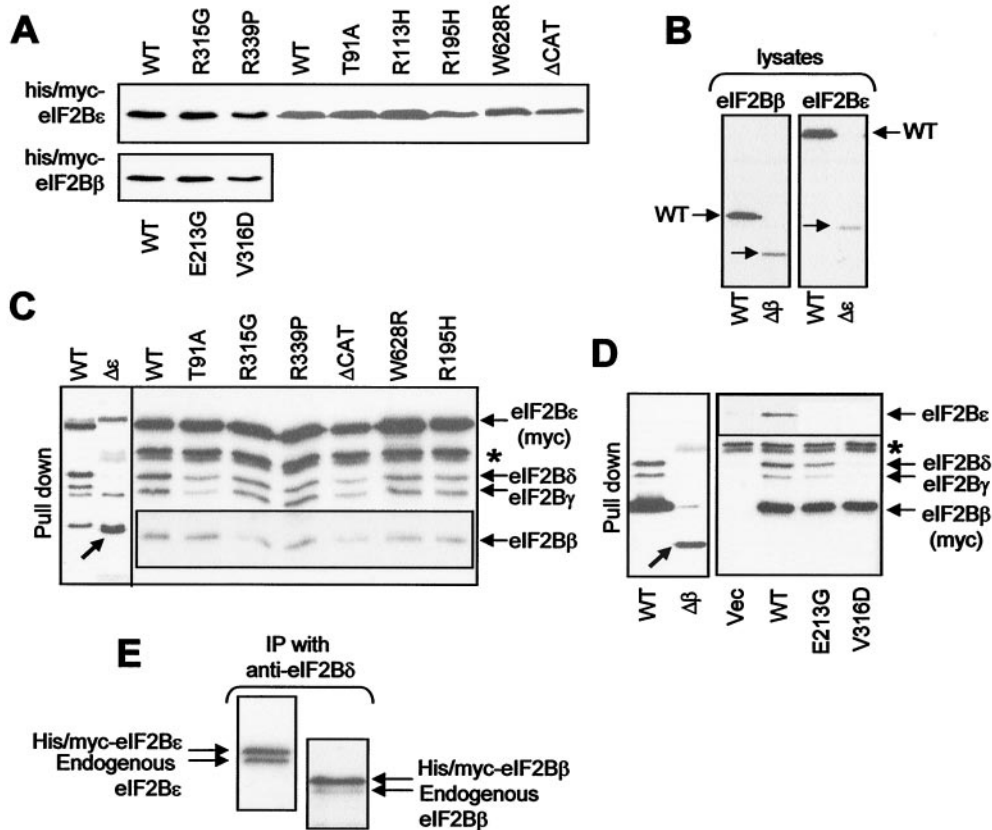 A
WT R315G R339P WT T91A R113H R195H W628R ΔCAT
his/myc-
eIF2Bε
his/myc-
eIF2Bβ
WT E213G V316D
B
lysates
eIF2Bβ eIF2Bε
WT
WT
WT Δβ WT Δε
C
WT Δε WT T91A R315G R339P ΔCAT W628R R195H
Pull down
eIF2Bε
(myc)
*
eIF2Bδ
eIF2Bγ
eIF2Bβ
D
Pull down
eIF2Bε
*
eIF2Bδ
eIF2Bγ
eIF2Bβ
(myc)
WT Δβ Vec WT E213G V316D
E
IP with
anti-eIF2Bδ
His/myc-eIF2Bε
Endogenous
eIF2Bε
His/myc-eIF2Bβ
Endogenous
eIF2Bβ